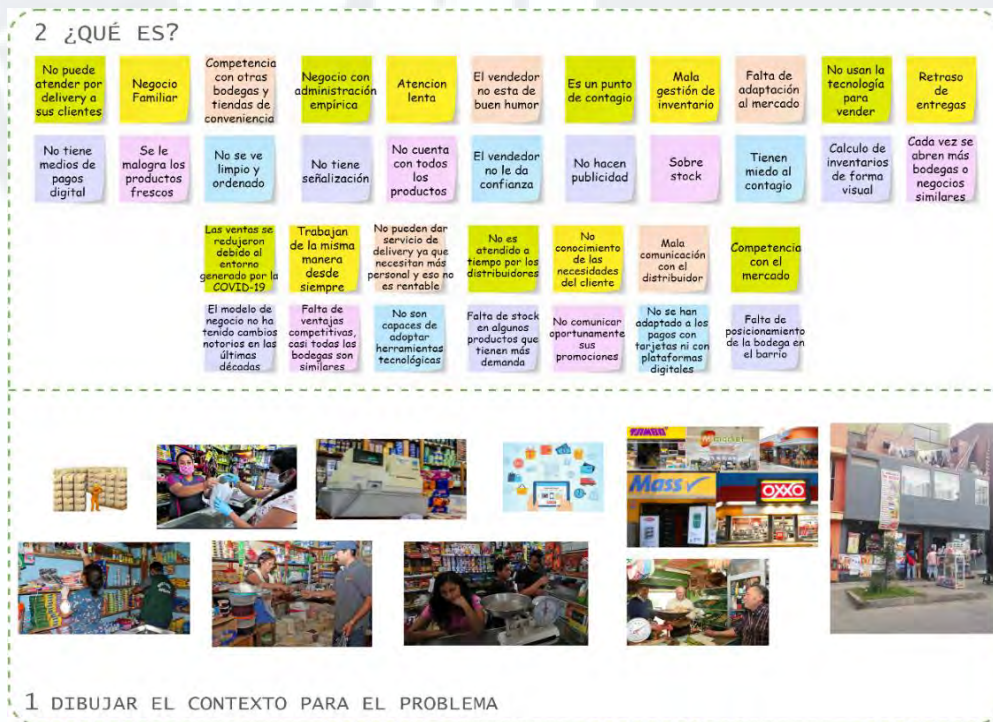 2 ¿QUÉ ES?
No puede
atender por
delivery a
sus clientes
Negocio
Familiar
Competencia
con otras
bodegas y
tiendas de
conveniencia
Negocio con
administración
empírica
Atencion
lenta
El vendedor
no esta de
buen humor
Es un punto
de contagio
Mala
gestión de
inventario
Falta de
adaptación
al mercado
No usan la
tecnología
para
vender
Retraso
de
entregas
No tiene
medios de
pagos
digital
Se le
malogra los
productos
frescos
No se ve
limpio y
ordenado
No tiene
señalización
No cuenta
con todos
los
productos
El vendedor
no le da
confianza
No hacen
publicidad
Sobre
stock
Tienen
miedo al
contagio
Calculo de
inventarios
de forma
visual
Cada vez se
abren más
bodegas o
negocios
similares
Las ventas se
redujeron
debido al
entorno
generado por la
COVID-19
Trabajan
de la misma
manera
desde
siempre
No pueden dar
servicio de
delivery ya que
necesitan más
personal y eso no
es rentable
No es
atendido a
tiempo por los
distribuidores
No
conocimiento
de las
necesidades
del cliente
Mala
comunicación
con el
distribuidor
Competencia
con el
mercado
El modelo de
negocio no ha
tenido cambios
notorios en las
últimas
décadas
Falta de
ventajas
competitivas,
casi todas las
bodegas son
similares
No son
capaces de
adoptar
herramientas
tecnológicas
Falta de stock
en algunos
productos que
tienen más
demanda
No comunicar
oportunamente
sus
promociones
No se han
adaptado a los
pagos con
tarjetas ni con
plataformas
digitales
Falta de
posicionamiento
de la bodega en
el barrio
TAMBO
market
Mass
OXXO
1 DIBUJAR EL CONTEXTO PARA EL PROBLEMA